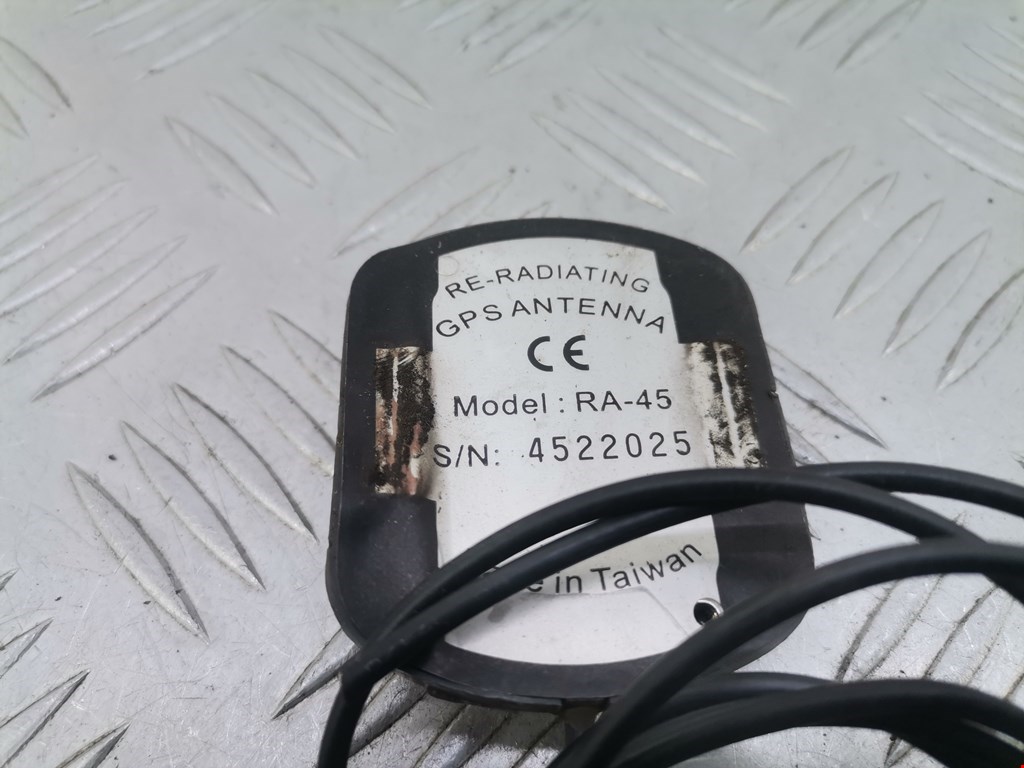 RE-RADIATING
GPS ANTENNA
CE
Model : RA-45
S/N: 4522025
in Taiwan